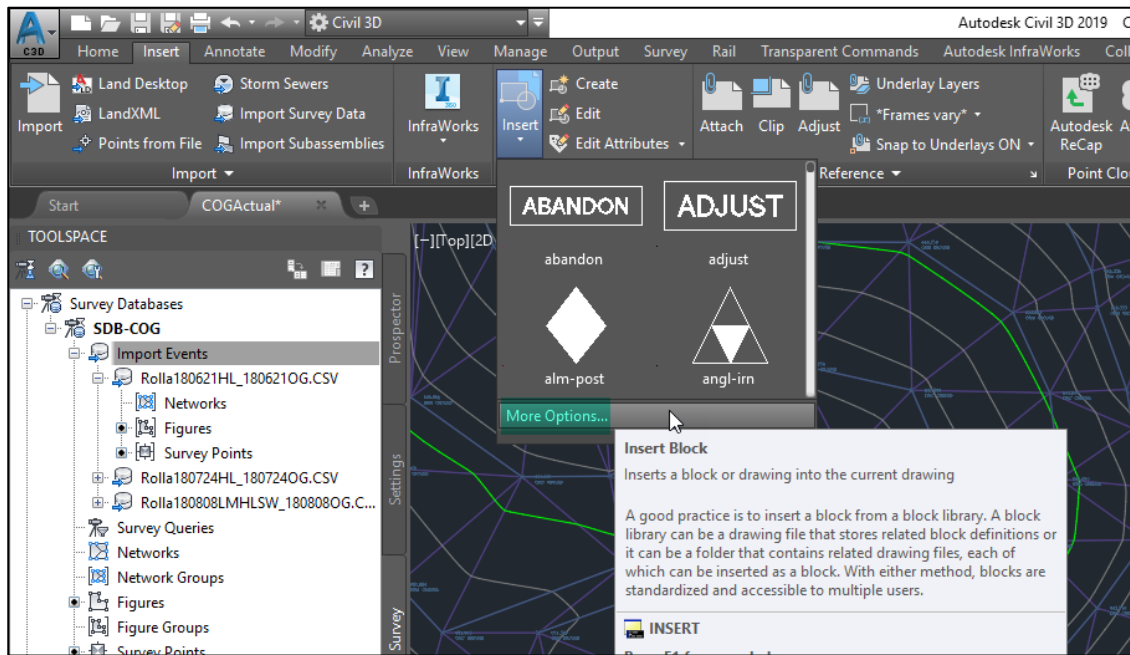 Civil 3D
Autodesk Civil 3D 2019
C3D
Home Insert Annotate Modify Analyze View Manage Output Survey Rail Transparent Commands Autodesk InfraWorks
Import
Land Desktop
LandXML
Points from File
Storm Sewers
Import Survey Data
Import Subassemblies
Import
InfraWorks
InfraWorks
Insert
Create
Edit
Edit Attributes
Attach
Clip
Adjust
Underlay Layers
*Frames vary*
Snap to Underlays ON
Reference
Autodesk
ReCap
Start
COGActual*
TOOLSPACE
Survey Databases
SDB-COG
Import Events
Rolla180621HL_180621OG.CSV
Networks
Figures
Survey Points
Rolla180724HL_180724OG.CSV
Rolla180808LMHLSW_180808OG.C...
Survey Queries
Networks
Network Groups
Figures
Figure Groups
Survey Points
Prospector
Settings
Survey
[−][Top][2D
ABANDON
ADJUST
abandon
adjust
alm-post
angl-irn
More Options...
Insert Block
Inserts a block or drawing into the current drawing
A good practice is to insert a block from a block library. A block
library can be a drawing file that stores related block definitions or
it can be a folder that contains related drawing files, each of
which can be inserted as a block. With either method, blocks are
standardized and accessible to multiple users.
INSERT